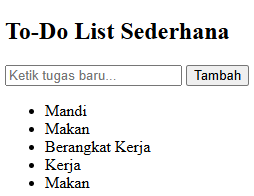 To-Do List Sederhana
Ketik tugas baru... Tambah
Mandi
Makan
Berangkat Kerja
Kerja
Makan